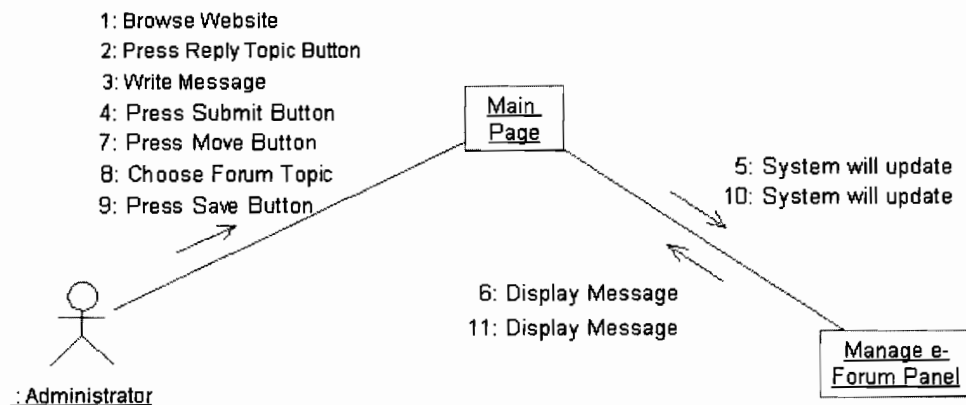 1: Browse Website
2: Press Reply Topic Button
3: Write Message
4: Press Submit Button
7: Press Move Button
8: Choose Forum Topic
9: Press Save Button
Main
Page
5: System will update
10: System will update
6: Display Message
11: Display Message
Manage e-
Forum Panel
: Administrator